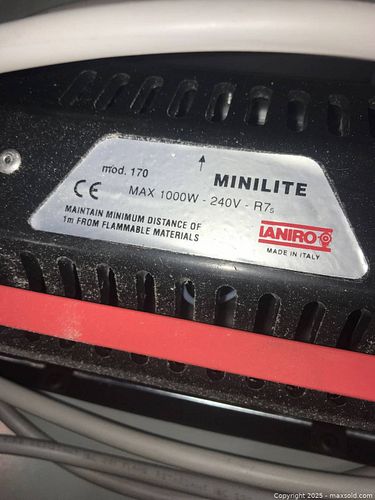 mod. 170
MINILITE
CE
MAX 1000W - 240V - R7s
MAINTAIN MINIMUM DISTANCE OF
1m FROM FLAMMABLE MATERIALS
IANIRO
MADE IN ITALY
Copyright 2025 - maxsold.com